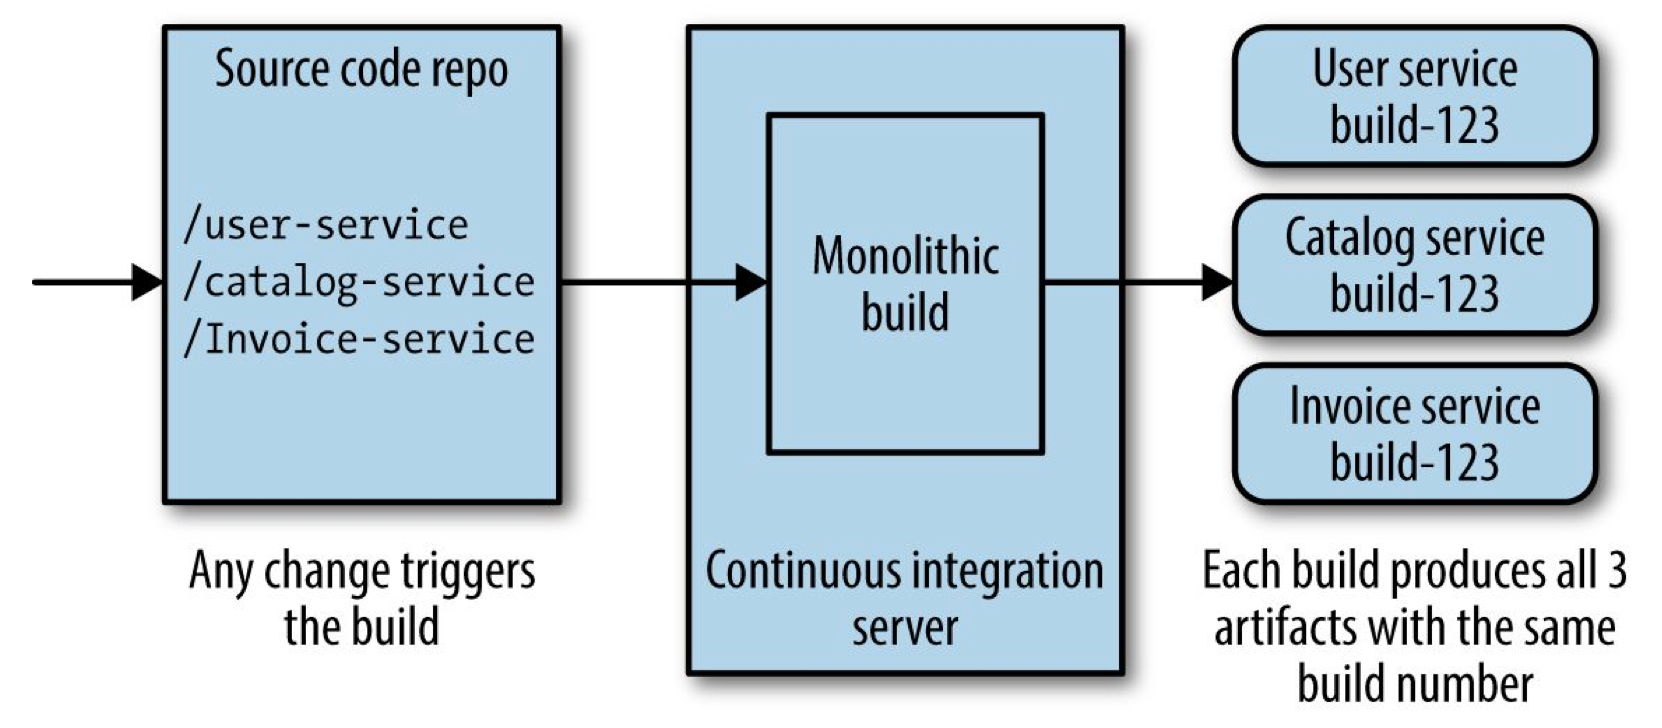 Source code repo
/user-service
/catalog-service
/Invoice-service
Any change triggers
the build
Monolithic
build
Continuous integration
server
User service
build-123
Catalog service
build-123
Invoice service
build-123
Each build produces all 3
artifacts with the same
build number